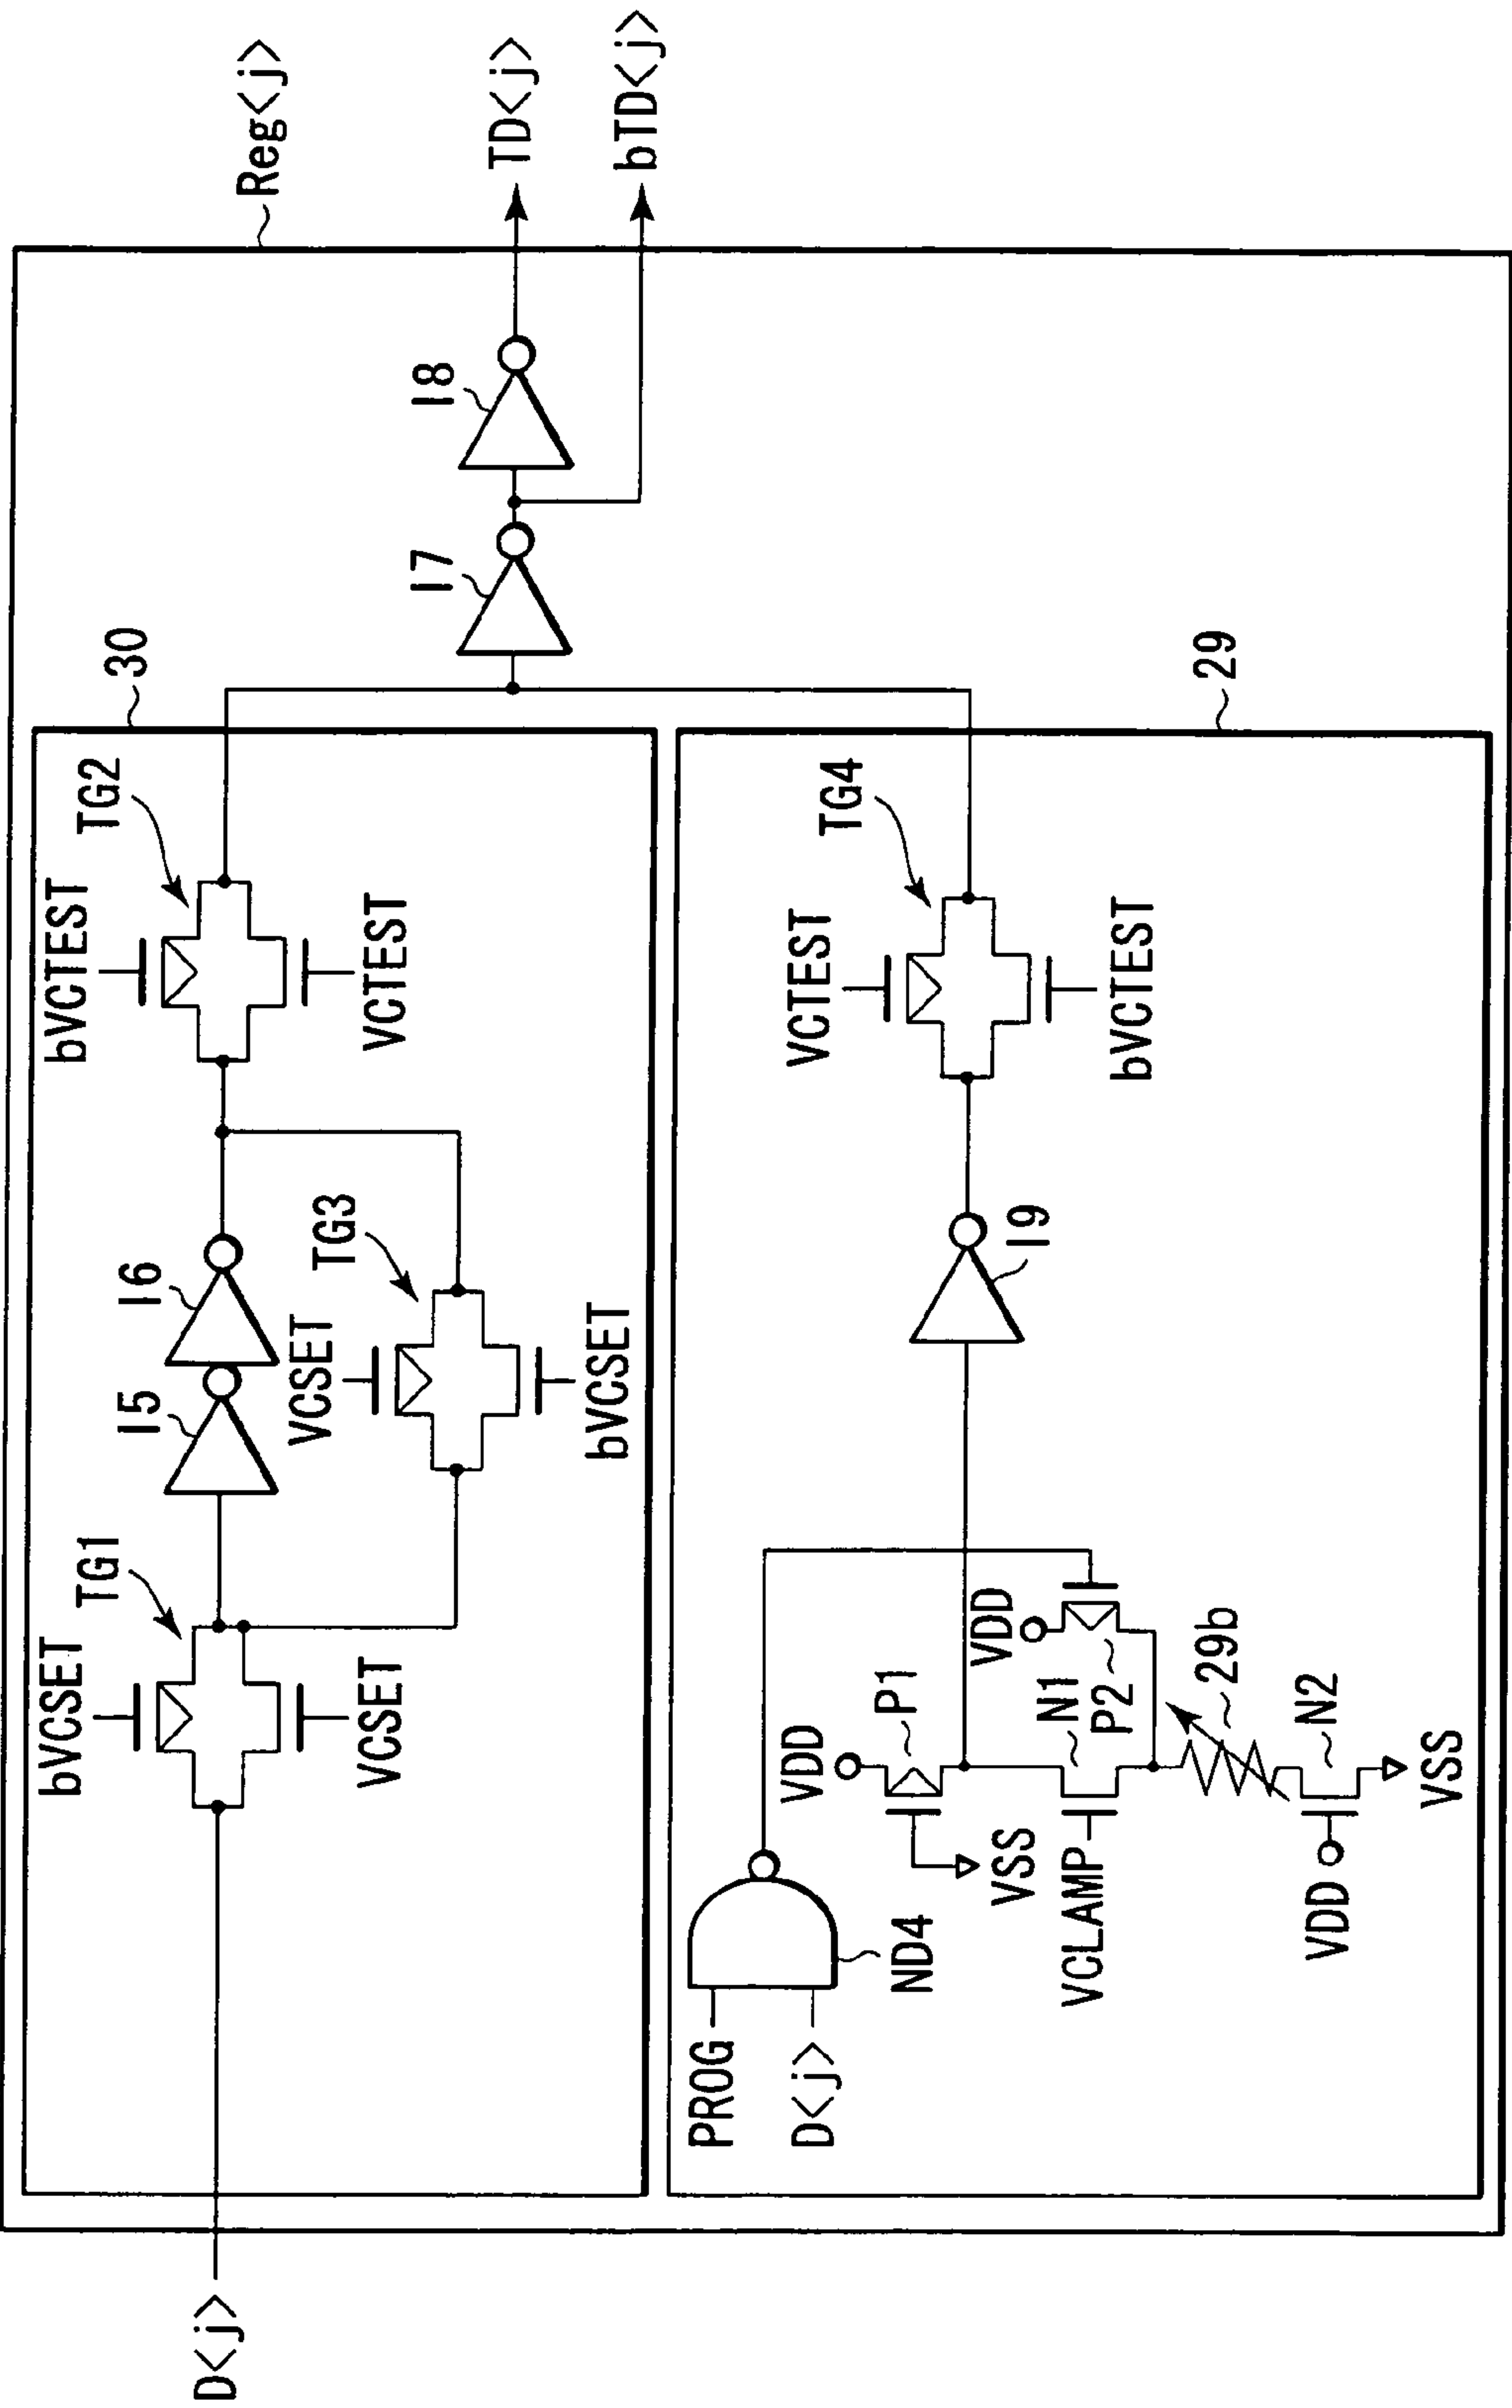 Reg<j>
D<j>
30
bVCSET
TG1
VCSET
I5
I6
VCSET
TG3
bVCSET
bVCTEST
TG2
VCTEST
I7
I8
TD<j>
bTD<j>
29
PROG
D<j>
ND4
VDD
P1
VSS
VCLAMP
N1
VDD
P2
29b
VDD
N2
VSS
I9
VCTEST
TG4
bVCTEST